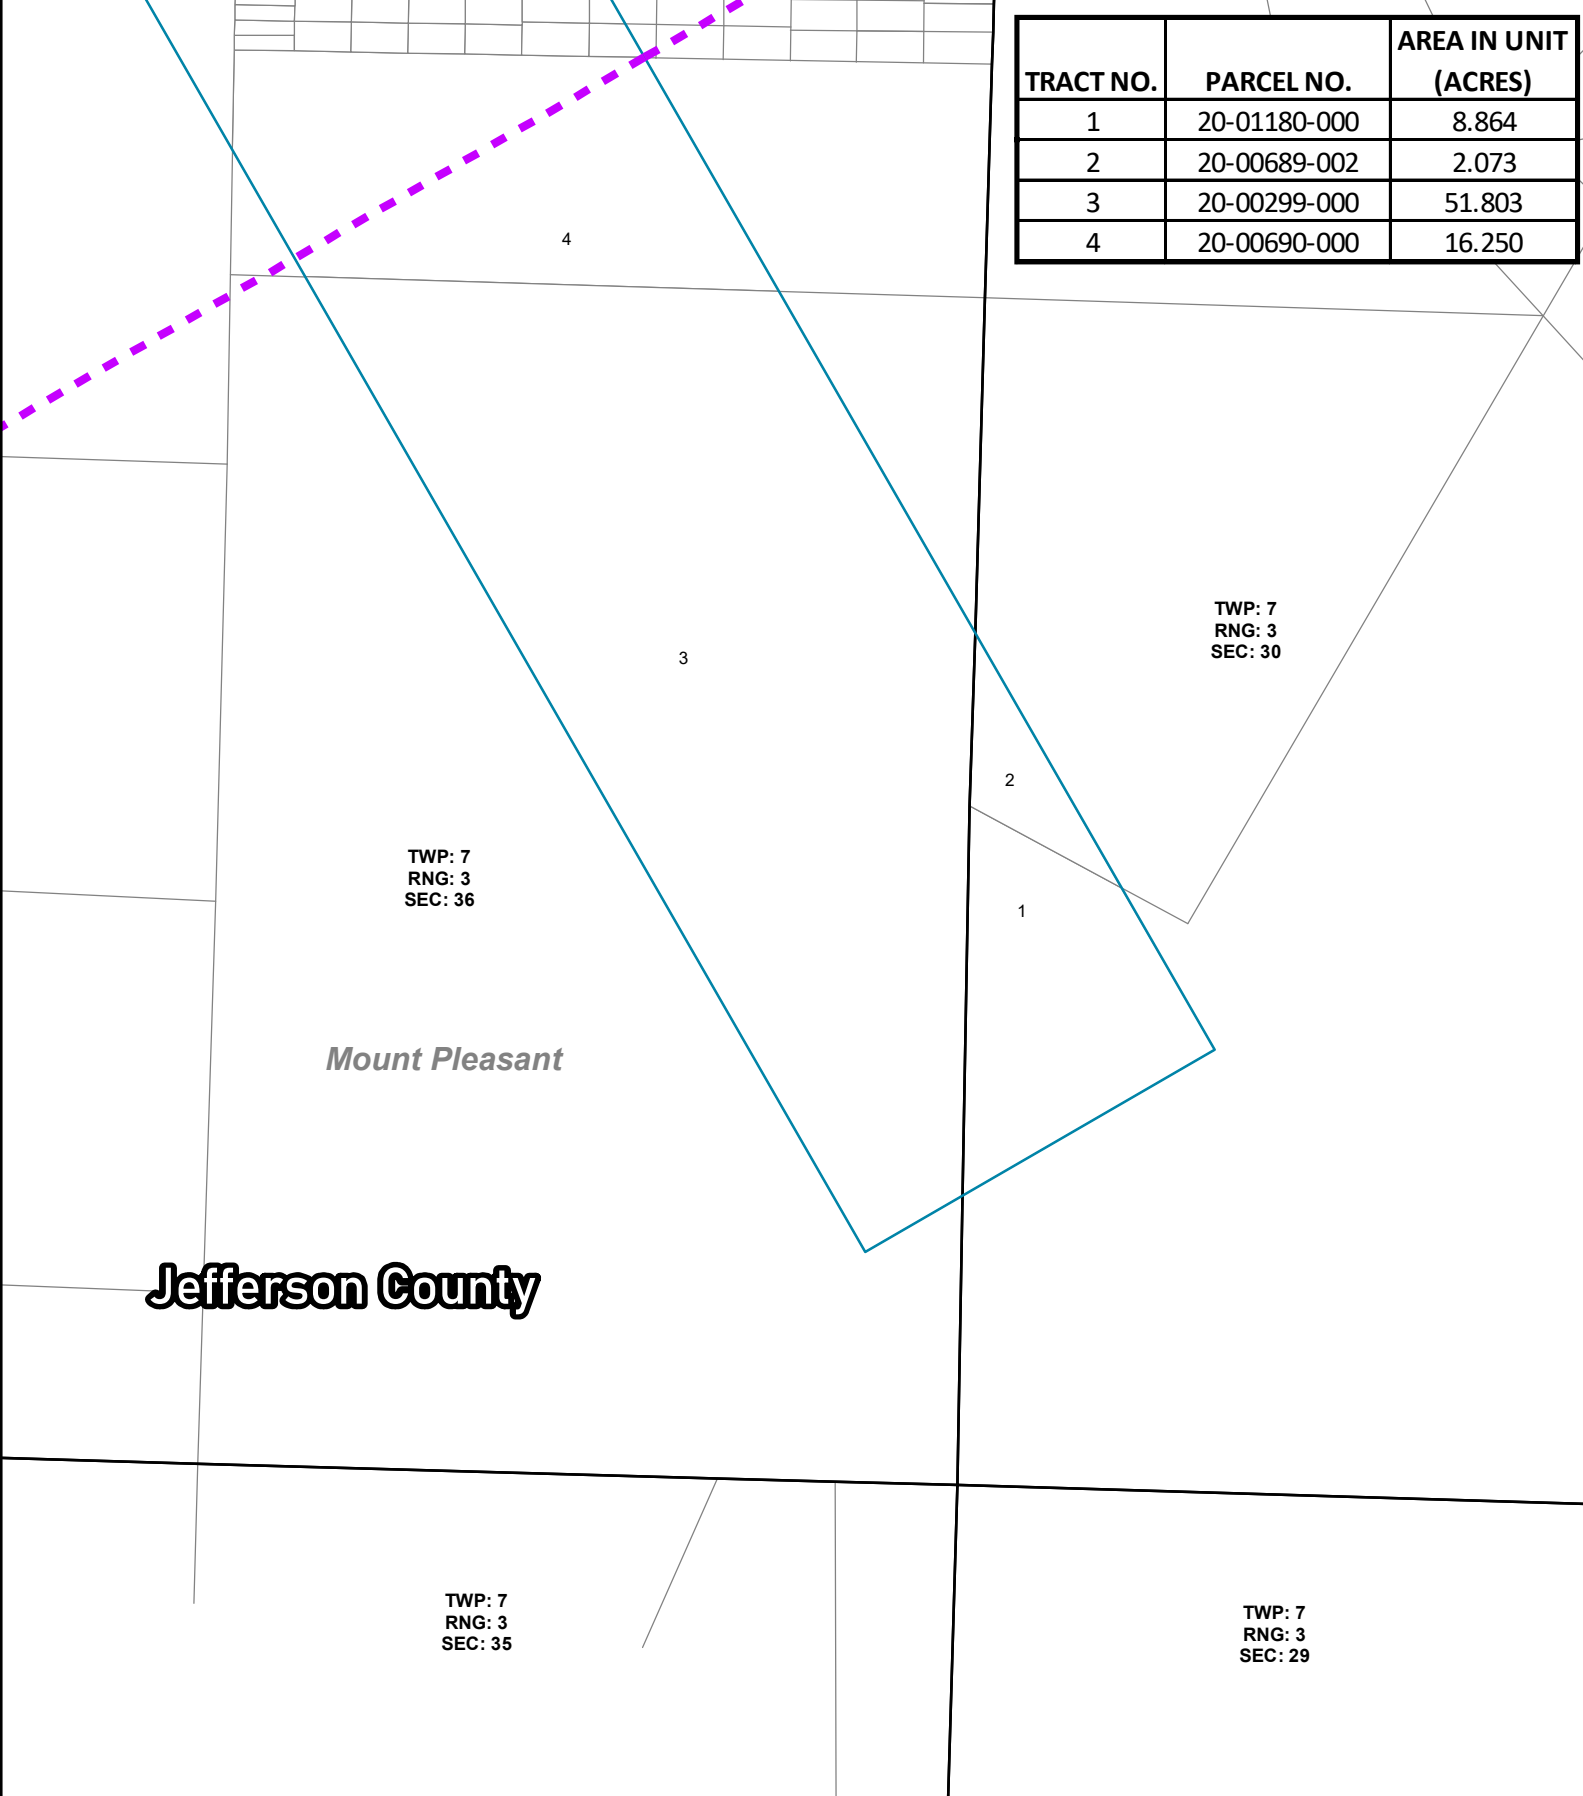 TRACT NO. PARCEL NO. AREA IN UNIT (ACRES)
1 20-01180-000 8.864
2 20-00689-002 2.073
3 20-00299-000 51.803
4 20-00690-000 16.250
4
TWP: 7
RNG: 3
SEC: 30
3
2
TWP: 7
RNG: 3
SEC: 36
1
Mount Pleasant
Jefferson County
TWP: 7
RNG: 3
SEC: 35
TWP: 7
RNG: 3
SEC: 29